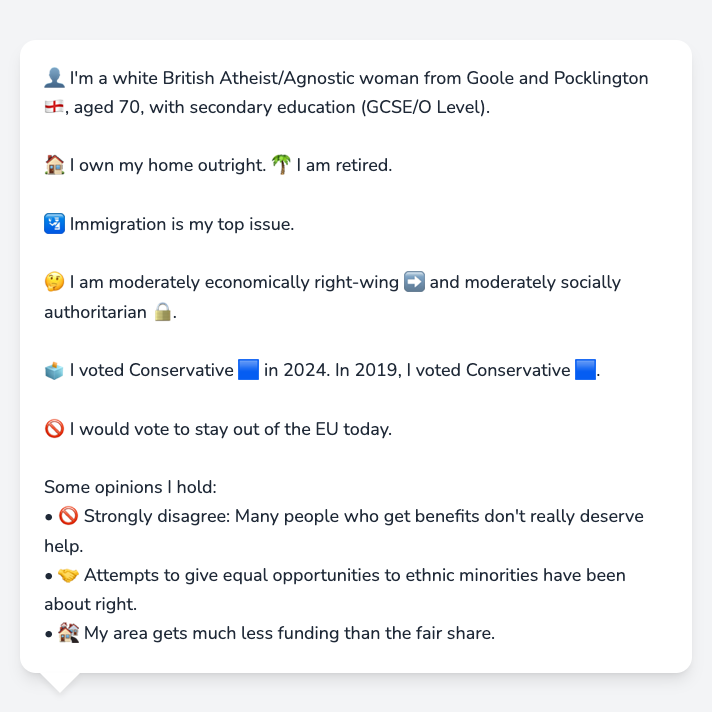 👤 I'm a white British Atheist/Agnostic woman from Goole and Pocklington
🏴󠁧󠁢󠁥󠁮󠁧󠁿, aged 70, with secondary education (GCSE/O Level).
🏠 I own my home outright. 🌴 I am retired.
🛂 Immigration is my top issue.
🤔 I am moderately economically right-wing ➡️ and moderately socially
authoritarian 🔒.
🗳️ I voted Conservative 🟦 in 2024. In 2019, I voted Conservative 🟦.
🚫 I would vote to stay out of the EU today.
Some opinions I hold:
• 🚫 Strongly disagree: Many people who get benefits don't really deserve
help.
• 🤝 Attempts to give equal opportunities to ethnic minorities have been
about right.
• 🏘️ My area gets much less funding than the fair share.